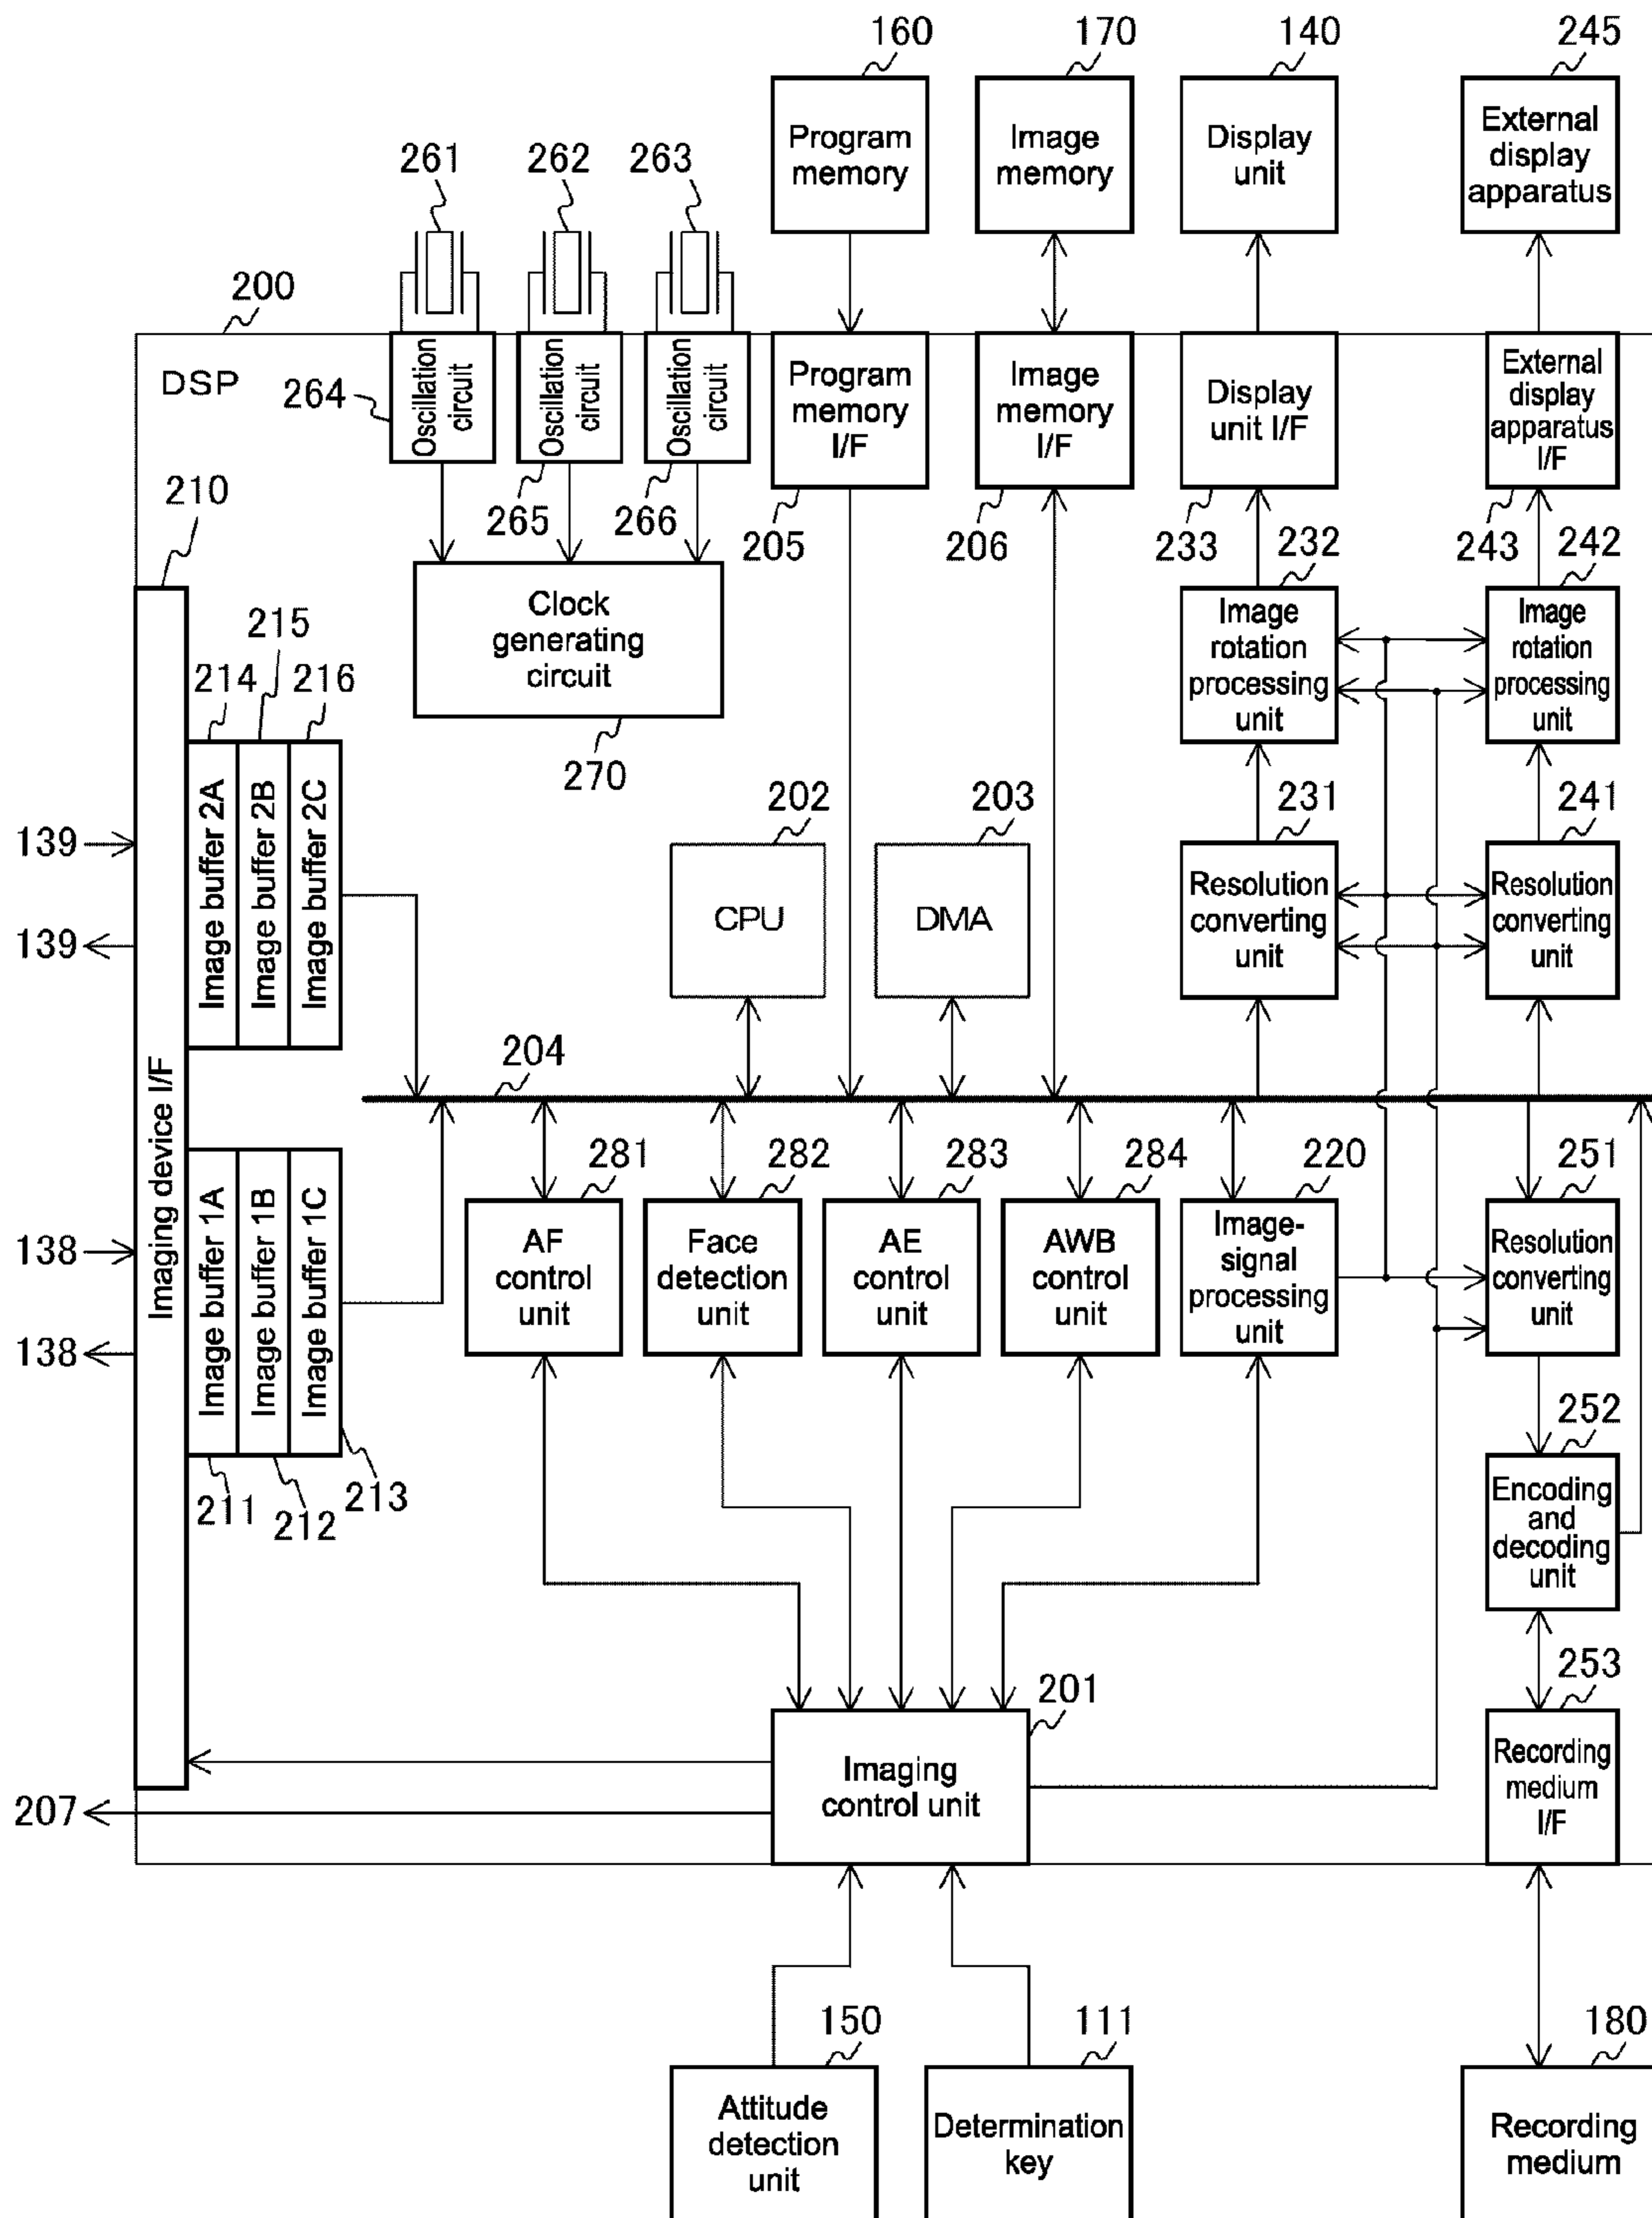 160
170
140
245
Program
memory
Image
memory
Display
unit
External
display
apparatus
261
262
263
200
DSP
264
Oscillation
circuit
Oscillation
circuit
Oscillation
circuit
Program
memory
I/F
Image
memory
I/F
Display
unit I/F
External
display
apparatus
I/F
265
266
205
206
233
232
243
242
210
Clock
generating
circuit
270
Image
rotation
processing
unit
Image
rotation
processing
unit
215
214
216
Image buffer 2A
Image buffer 2B
Image buffer 2C
139
139
202
203
231
241
CPU
DMA
Resolution
converting
unit
Resolution
converting
unit
204
Imaging device I/F
281
282
283
284
220
251
Image buffer 1A
Image buffer 1B
Image buffer 1C
138
138
AF
control
unit
Face
detection
unit
AE
control
unit
AWB
control
unit
Image-
signal
processing
unit
Resolution
converting
unit
211
212
213
252
Encoding
and
decoding
unit
253
201
Imaging
control unit
Recording
medium
I/F
207
150
111
180
Attitude
detection
unit
Determination
key
Recording
medium